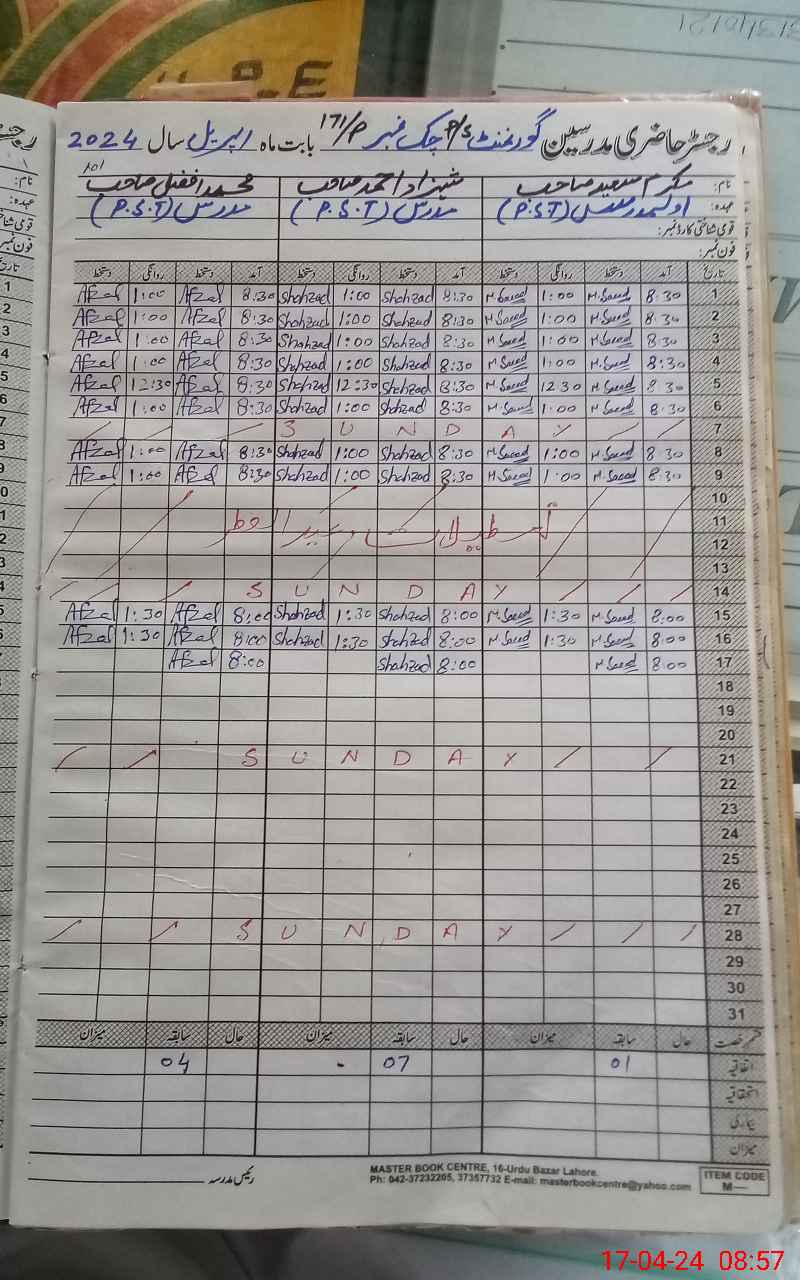 رجسٹر حاضری مدرسین گورنمنٹ P/S چک نمبر 171/P بابت ماہ اپریل سال 2024
نام: مکرم سعید صاحب شہزاد احمد صاحب محمد افضل صاحب
عہدہ: (P.S.T) مدرس (P.S.T) مدرس (P.S.T)
قومی شناختی کارڈ نمبر:
فون نمبر:
تاریخ آمد دستخط روانگی دستخط آمد دستخط روانگی دستخط آمد دستخط روانگی دستخط
Afzal 1:00 Afzal 8:30 Shahzad 1:00 Shahzad 8:30 M.Saeed 1:00 M.Saeed 8:30 1
Afzal 1:00 Afzal 8:30 Shahzad 1:00 Shahzad 8:30 M.Saeed 1:00 M.Saeed 8:30 2
Afzal 1:00 Afzal 8:30 Shahzad 1:00 Shahzad 8:30 M.Saeed 1:00 M.Saeed 8:30 3
Afzal 1:00 Afzal 8:30 Shahzad 1:00 Shahzad 8:30 M.Saeed 1:00 M.Saeed 8:30 4
Afzal 12:30 Afzal 8:30 Shahzad 12:30 Shahzad 8:30 M.Saeed 12:30 M.Saeed 8:30 5
Afzal 1:00 Afzal 8:30 Shahzad 1:00 Shahzad 8:30 M.Saeed 1:00 M.Saeed 8:30 6
SUNDAY 7
Afzal 1:00 Afzal 8:30 Shahzad 1:00 Shahzad 8:30 M.Saeed 1:00 M.Saeed 8:30 8
Afzal 1:00 Afzal 8:30 Shahzad 1:00 Shahzad 8:30 M.Saeed 1:00 M.Saeed 8:30 9
10
تعطیلات عید الفطر 11
12
13
SUNDAY 14
Afzal 1:30 Afzal 8:00 Shahzad 1:30 Shahzad 8:00 M.Saeed 1:30 M.Saeed 8:00 15
Afzal 1:30 Afzal 8:00 Shahzad 1:30 Shahzad 8:00 M.Saeed 1:30 M.Saeed 8:00 16
Afzal 8:00 Shahzad 8:00 M.Saeed 8:00 17
18
19
20
SUNDAY 21
22
23
24
25
26
27
SUNDAY 28
29
30
31
قسم رخصت حال سابقہ میزان حال سابقہ میزان حال سابقہ میزان
اتفاقیہ 01 07 04
استحقاقیہ
بیماری
میزان
رئیس مدرسہ
MASTER BOOK CENTRE, 16-Urdu Bazar Lahore.
Ph: 042-37232205, 37357732 E-mail: masterbookcentre@yahoo.com
ITEM CODE
M—
17-04-24 08:57